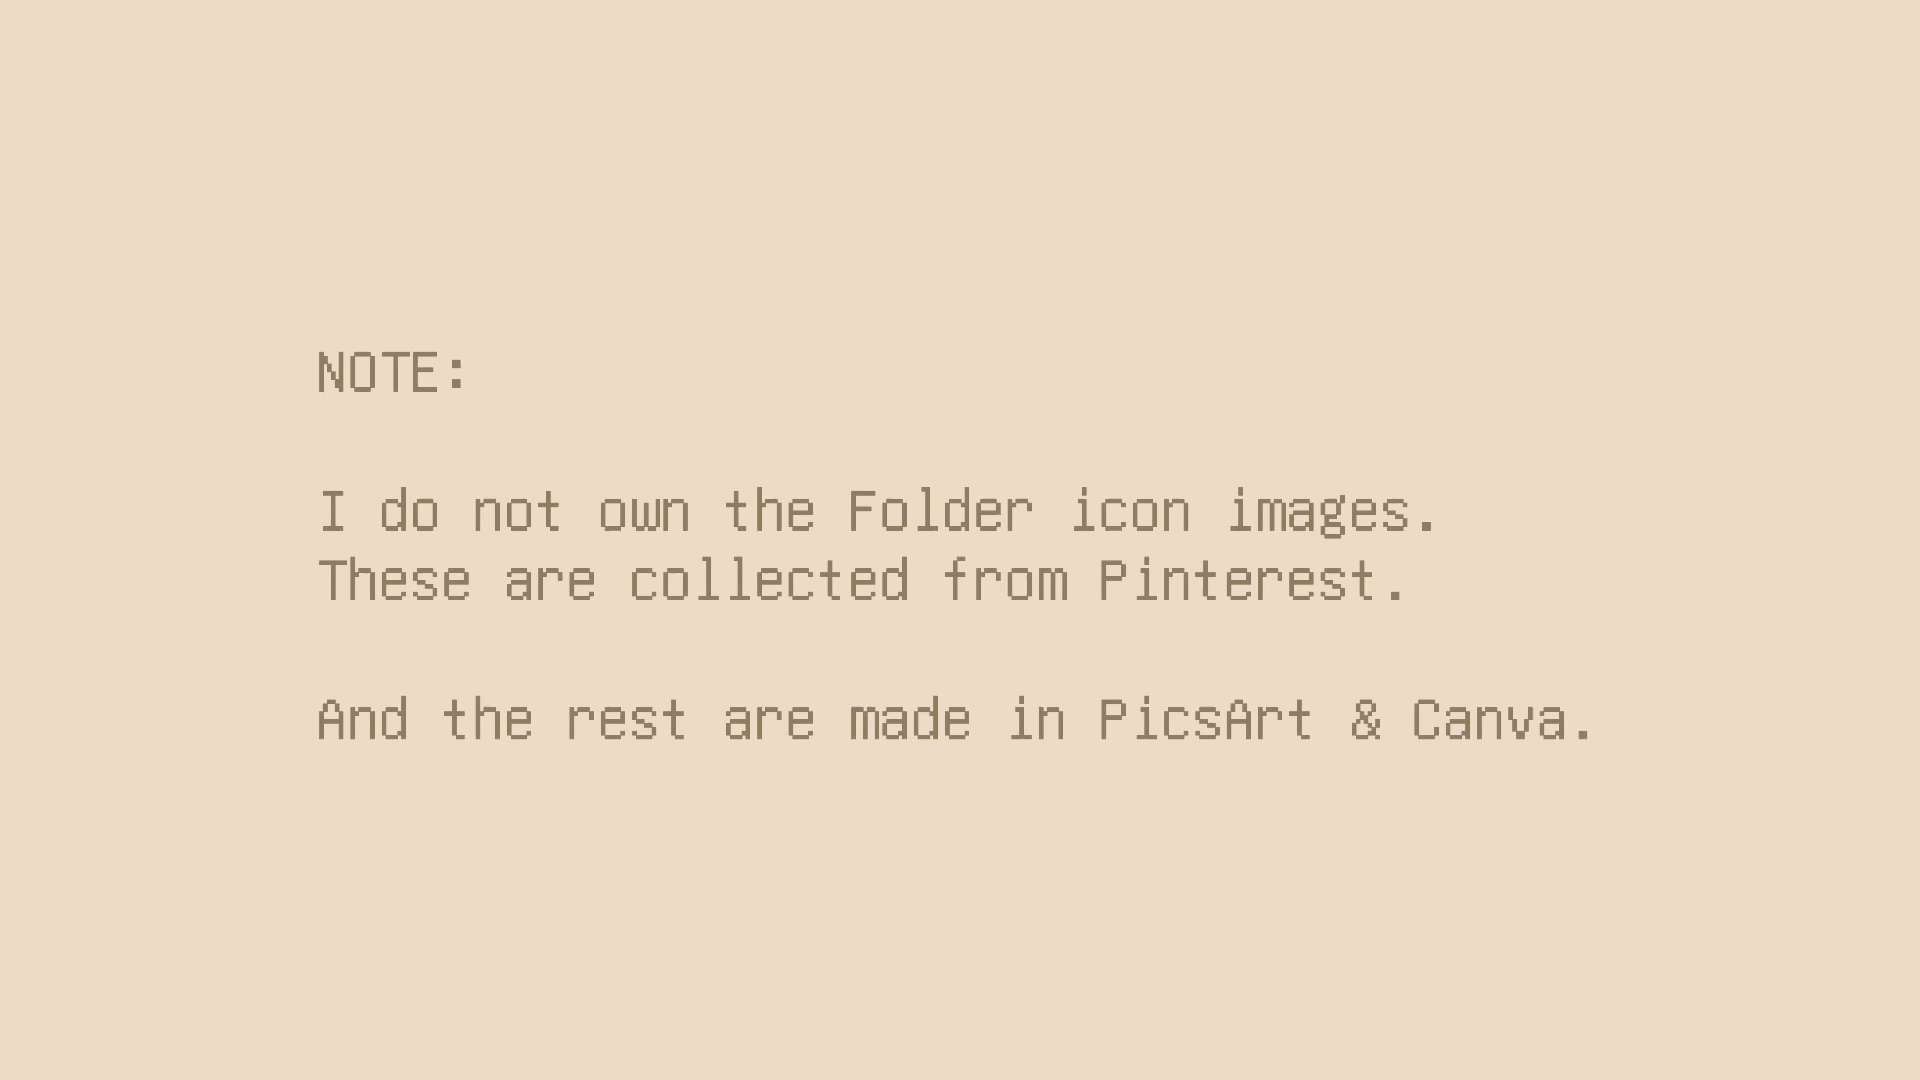 NOTE:
I do not own the Folder icon images.
These are collected from Pinterest.
And the rest are made in PicsArt & Canva.